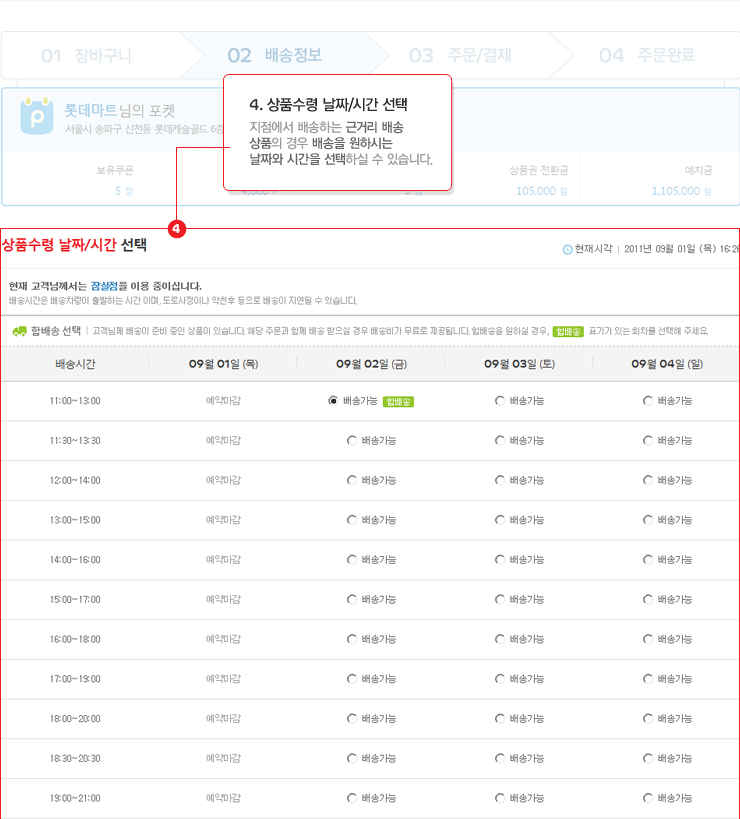 01 장바구니
02 배송정보
03 주문/결제
04 주문완료
4. 상품수령 날짜/시간 선택
지점에서 배송하는 근거리 배송
상품의 경우 배송을 원하시는
날짜와 시간을 선택하실 수 있습니다.
롯데마트님의 포켓
서울시 송파구 신천동 롯데캐슬골드 6층
보유쿠폰
상품권 전환금
예치금
5 장
105,000 원
1,105,000 원
4
상품수령 날짜/시간 선택
현재시각 | 2011년 09월 01일 (목) 16:26
현재 고객님께서는 잠실점을 이용 중이십니다.
배송시간은 배송차량이 출발하는 시간 이며, 도로사정이나 악천후 등으로 배송이 지연될 수 있습니다.
합배송 선택 | 고객님께 배송이 준비 중인 상품이 있습니다. 해당 주문과 함께 배송 받으실 경우 배송비가 무료로 제공됩니다. 합배송을 원하실 경우, 합배송 표기가 있는 회차를 선택해 주세요.
배송시간 09월 01일 (목) 09월 02일 (금) 09월 03일 (토) 09월 04일 (일)
11:00~13:00 예약마감 배송가능 합배송 배송가능 배송가능
11:30~13:30 예약마감 배송가능 배송가능 배송가능
12:00~14:00 예약마감 배송가능 배송가능 배송가능
13:00~15:00 예약마감 배송가능 배송가능 배송가능
14:00~16:00 예약마감 배송가능 배송가능 배송가능
15:00~17:00 예약마감 배송가능 배송가능 배송가능
16:00~18:00 예약마감 배송가능 배송가능 배송가능
17:00~19:00 예약마감 배송가능 배송가능 배송가능
18:00~20:00 예약마감 배송가능 배송가능 배송가능
18:30~20:30 예약마감 배송가능 배송가능 배송가능
19:00~21:00 예약마감 배송가능 배송가능 배송가능